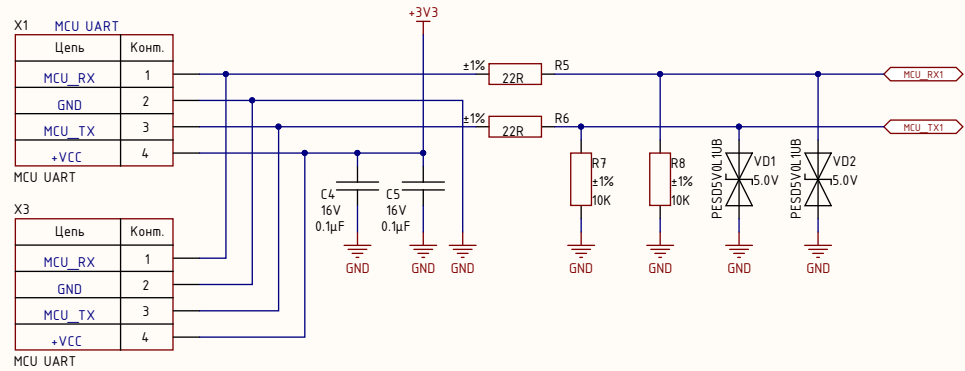 +3V3
X1 MCU UART
Цепь Конт.
MCU_RX 1
GND 2
MCU_TX 3
+VCC 4
MCU UART
±1% 22R R5
±1% 22R R6
MCU_RX1
MCU_TX1
C4
16V
0.1µF
C5
16V
0.1µF
R7
±1%
10K
R8
±1%
10K
PESD5V0L1UB
VD1
5.0V
PESD5V0L1UB
VD2
5.0V
GND GND GND GND GND GND GND
X3
Цепь Конт.
MCU_RX 1
GND 2
MCU_TX 3
+VCC 4
MCU UART